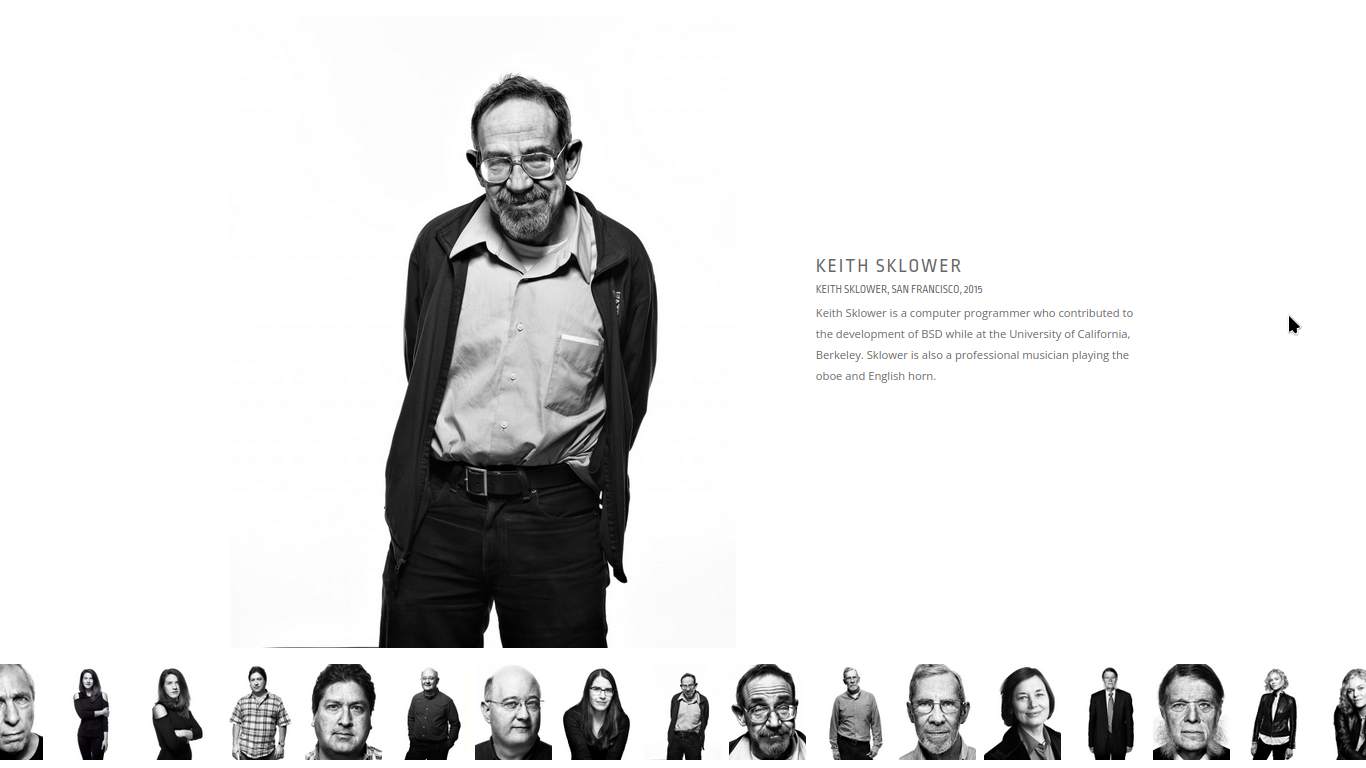 KEITH SKLOWER
KEITH SKLOWER, SAN FRANCISCO, 2015
Keith Sklower is a computer programmer who contributed to
the development of BSD while at the University of California,
Berkeley. Sklower is also a professional musician playing the
oboe and English horn.